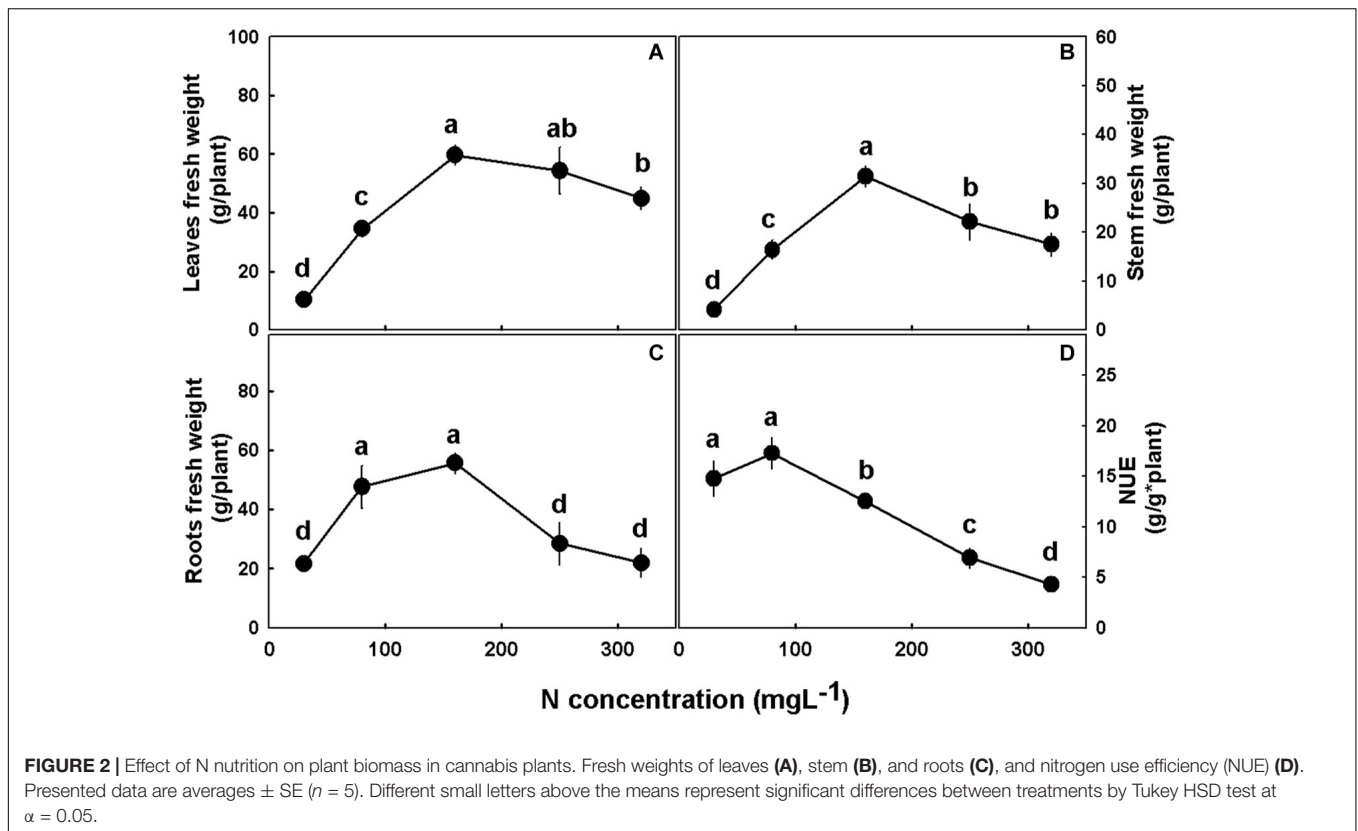 A
100
80
60
40
20
0
Leaves fresh weight
(g/plant)
d
c
a
ab
b
B
60
50
40
30
20
10
0
Stem fresh weight
(g/plant)
d
c
a
b
b
C
80
60
40
20
0
Roots fresh weight
(g/plant)
d
a
a
d
d
0
100
200
300
D
25
20
15
10
5
0
NUE
(g/g*plant)
a
a
b
c
d
0
100
200
300
N concentration (mgL-1)
FIGURE 2 | Effect of N nutrition on plant biomass in cannabis plants. Fresh weights of leaves (A), stem (B), and roots (C), and nitrogen use efficiency (NUE) (D).
Presented data are averages ± SE (n = 5). Different small letters above the means represent significant differences between treatments by Tukey HSD test at
α = 0.05.